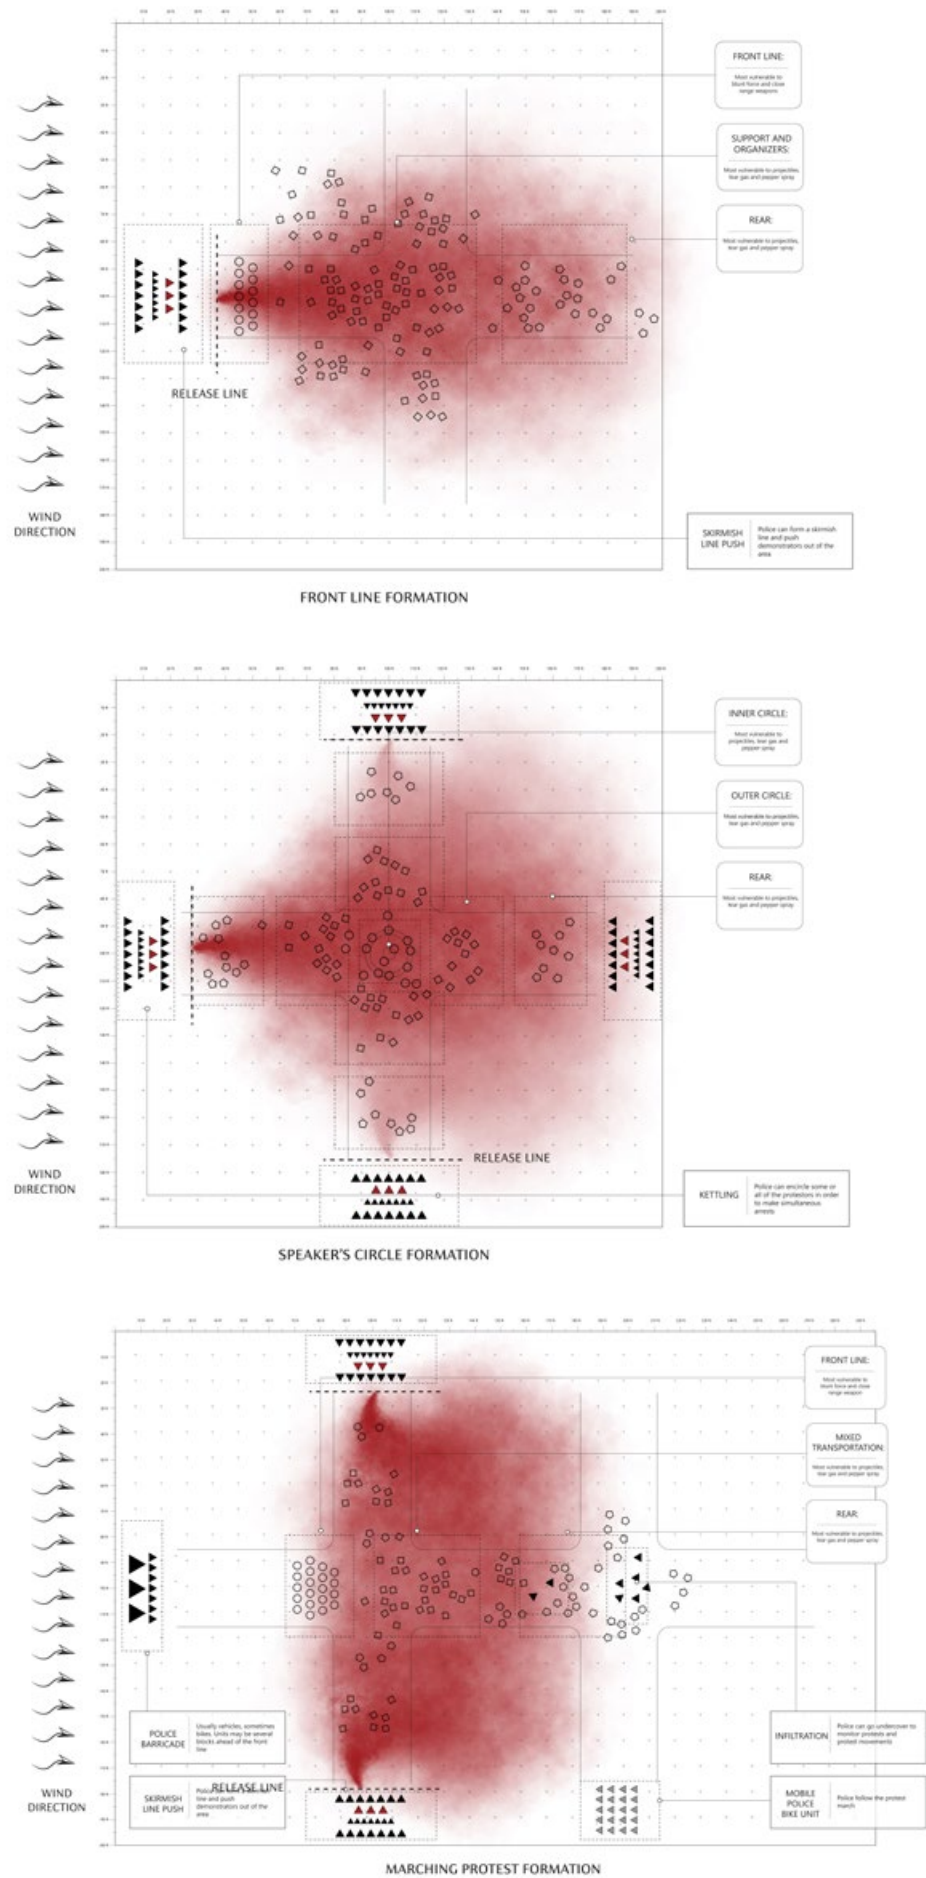 FRONT LINE:
Most vulnerable to
blunt force and close
range weapons
SUPPORT AND
ORGANIZERS:
Most vulnerable to projectiles,
tear gas and pepper spray
REAR:
Most vulnerable to projectiles,
tear gas and pepper spray
RELEASE LINE
WIND
DIRECTION
SKIRMISH
LINE PUSH
Police can form a skirmish
line and push
demonstrators out of the
area
FRONT LINE FORMATION
INNER CIRCLE:
Most vulnerable to
projectiles, tear gas and
pepper spray
OUTER CIRCLE:
Most vulnerable to projectiles,
tear gas and pepper spray
REAR:
Most vulnerable to projectiles,
tear gas and pepper spray
RELEASE LINE
WIND
DIRECTION
KETTLING
Police can encircle some or
all of the protestors in order
to make simultaneous
arrests
SPEAKER'S CIRCLE FORMATION
FRONT LINE:
Most vulnerable to
blunt force and close
range weapon
MIXED
TRANSPORTATION:
Most vulnerable to projectiles,
tear gas and pepper spray
REAR:
Most vulnerable to projectiles,
tear gas and pepper spray
POLICE
BARRICADE
Usually vehicles, sometimes
bikes. Units may be several
blocks ahead of the front
line
INFILTRATION
Police can go undercover to
monitor protests and
protest movements
RELEASE LINE
SKIRMISH
LINE PUSH
line and push
demonstrators out of the
area
WIND
DIRECTION
MOBILE
POLICE
BIKE UNIT
Police follow the protest
march
MARCHING PROTEST FORMATION